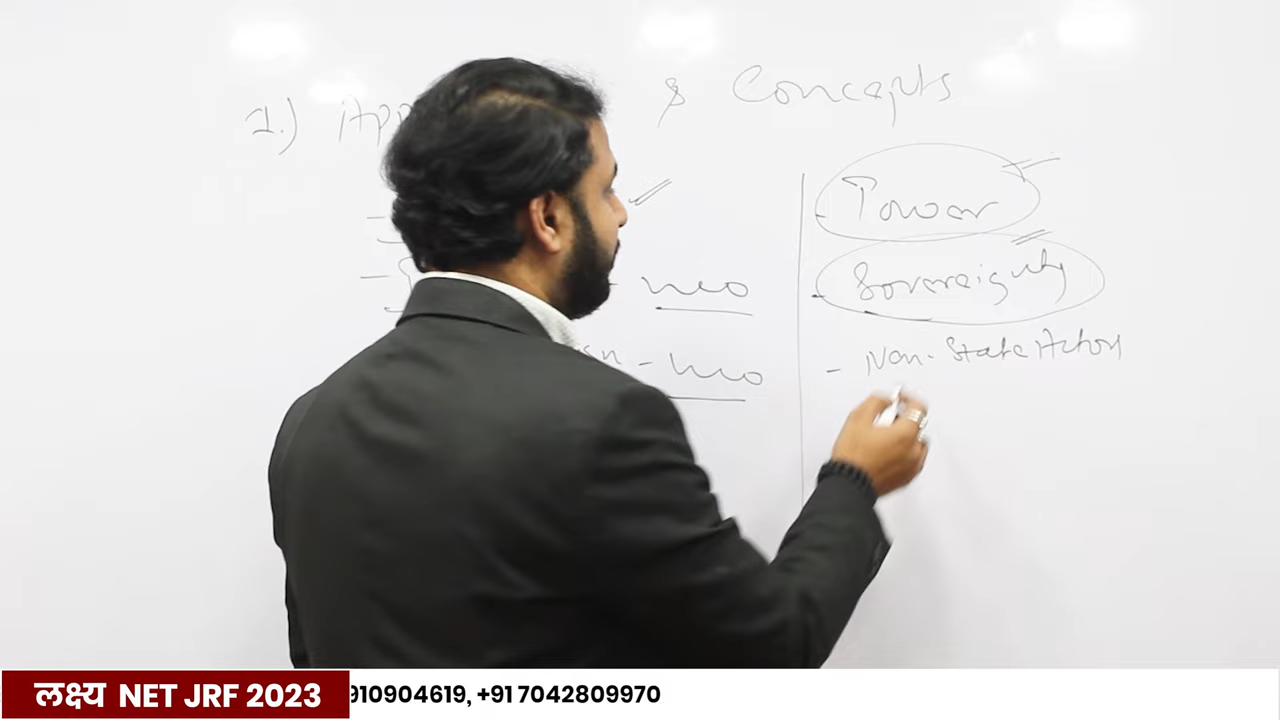 1.) App & Concepts
- Power
- neo - Sovereignty
- neo - Non-State Actors
लक्ष्य NET JRF 2023 910904619, +91 7042809970